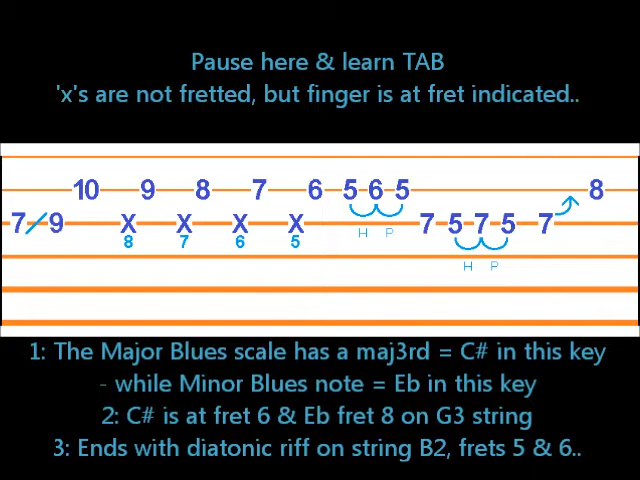 Pause here & learn TAB
'x's are not fretted, but finger is at fret indicated..
10 9 8 7 6 5 6 5 8
7 9 X X X X 7 5 7 5 7
8 7 6 5 H P
H P
1: The Major Blues scale has a maj3rd = C# in this key
- while Minor Blues note = Eb in this key
2: C# is at fret 6 & Eb fret 8 on G3 string
3: Ends with diatonic riff on string B2, frets 5 & 6..